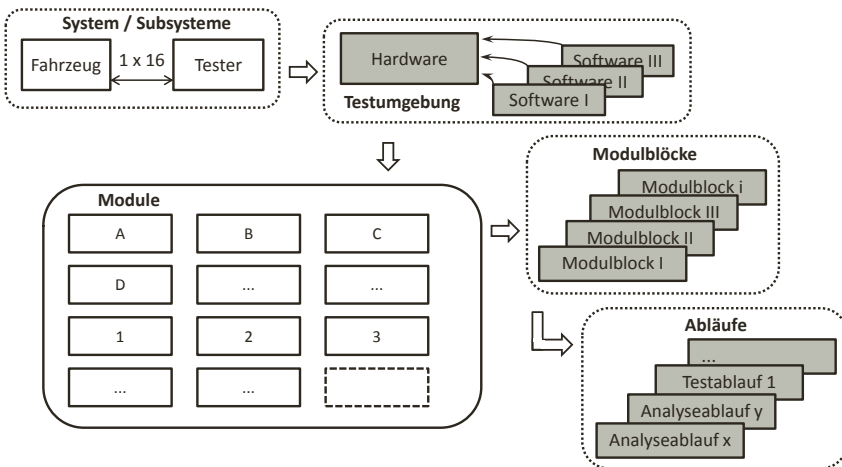 System / Subsysteme
Fahrzeug
1 x 16
Tester
Hardware
Software III
Software II
Software I
Testumgebung
Module
A
B
C
D
...
...
1
2
3
...
...
Modulblöcke
Modulblock i
Modulblock III
Modulblock II
Modulblock I
Abläufe
...
Testablauf 1
Analyseablauf y
Analyseablauf x